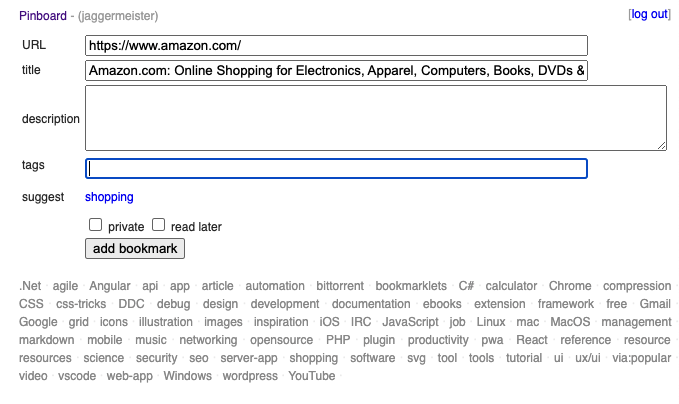 Pinboard - (jaggermeister) [log out]
URL https://www.amazon.com/
title Amazon.com: Online Shopping for Electronics, Apparel, Computers, Books, DVDs &
description
tags
suggest shopping
private read later
add bookmark
.Net · agile · Angular · api · app · article · automation · bittorrent · bookmarklets · C# · calculator · Chrome · compression ·
CSS · css-tricks · DDC · debug · design · development · documentation · ebooks · extension · framework · free · Gmail ·
Google · grid · icons · illustration · images · inspiration · iOS · IRC · JavaScript · job · Linux · mac · MacOS · management ·
markdown · mobile · music · networking · opensource · PHP · plugin · productivity · pwa · React · reference · resource ·
resources · science · security · seo · server-app · shopping · software · svg · tool · tools · tutorial · ui · ux/ui · via:popular ·
video · vscode · web-app · Windows · wordpress · YouTube ·